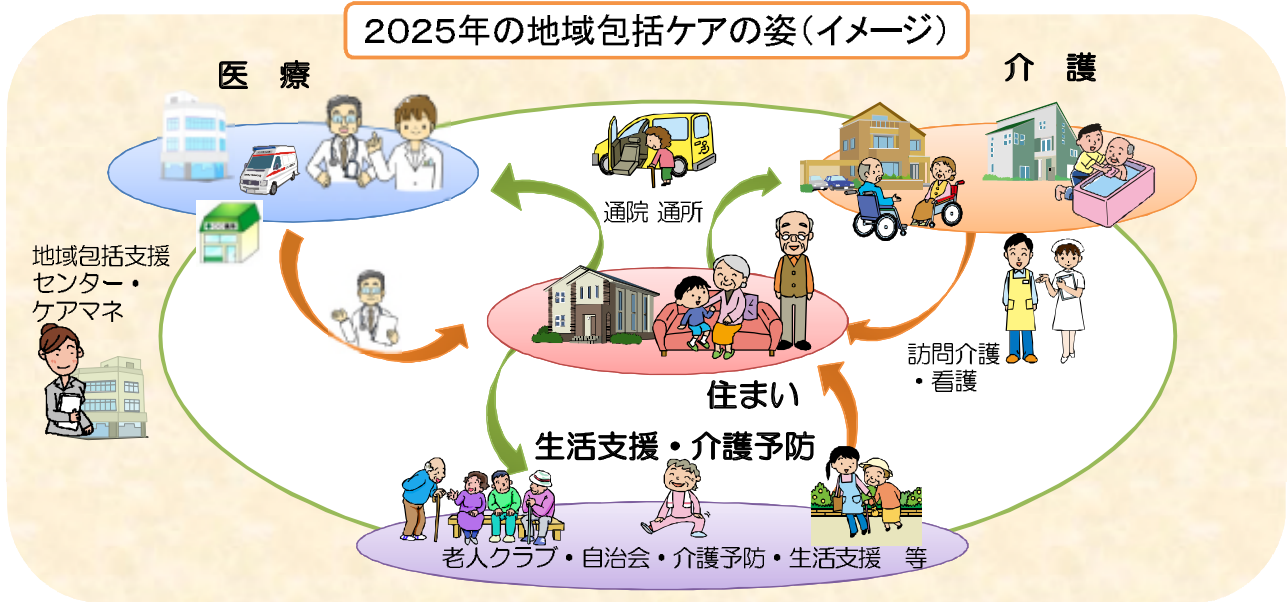 2025年の地域包括ケアの姿(イメージ)
医 療
介 護
通院 通所
地域包括支援
センター・
ケアマネ
訪問介護
・看護
住まい
生活支援・介護予防
老人クラブ・自治会・介護予防・生活支援 等